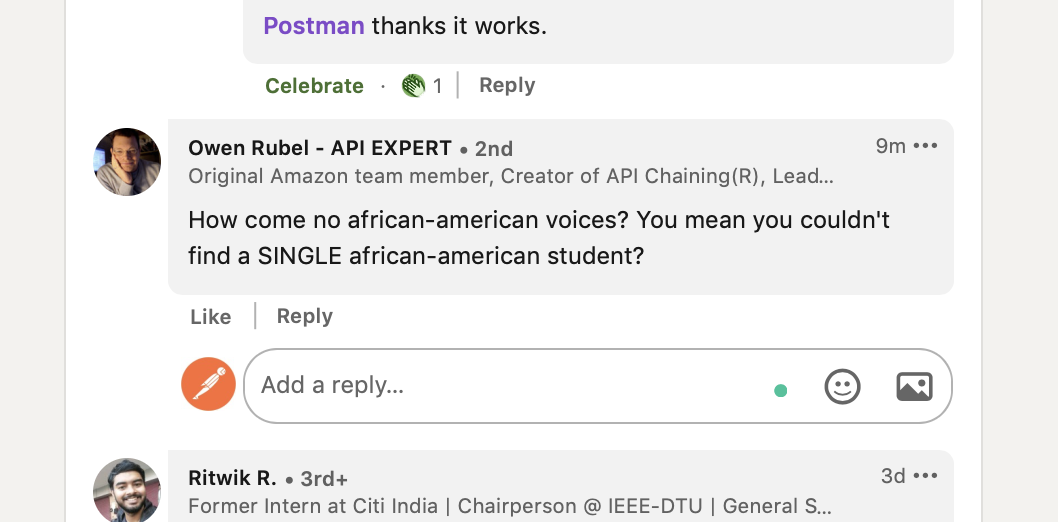 Postman thanks it works.
Celebrate · 1 | Reply
Owen Rubel - API EXPERT • 2nd
9m •••
Original Amazon team member, Creator of API Chaining(R), Lead...
How come no african-american voices? You mean you couldn't
find a SINGLE african-american student?
Like | Reply
Add a reply...
Ritwik R. • 3rd+
3d •••
Former Intern at Citi India | Chairperson @ IEEE-DTU | General S...